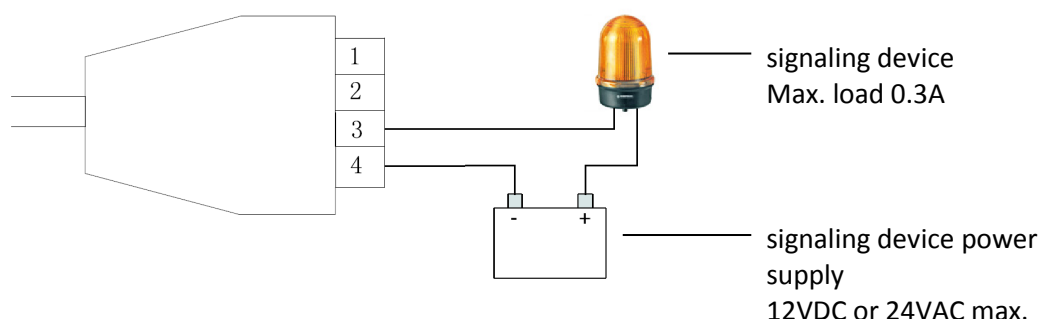 1
2
3
4
signaling device
Max. load 0.3A
- +
signaling device power
supply
12VDC or 24VAC max.